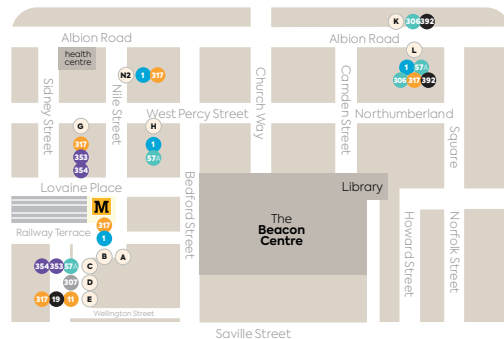 K 306 392
Albion Road
Albion Road
L
health
centre
N2 1 317
1 57A
306 317 392
Sidney Street
Nile Street
Church Way
Camden Street
West Percy Street
Northumberland
Square
G
H
317
1
353
57A
354
Bedford Street
Lovaine Place
Library
M
The
Beacon
Centre
317
Railway Terrace
1
Howard Street
Norfolk Street
B A
354 353 57A C
307 D
317 19 11 E
Wellington Street
Saville Street